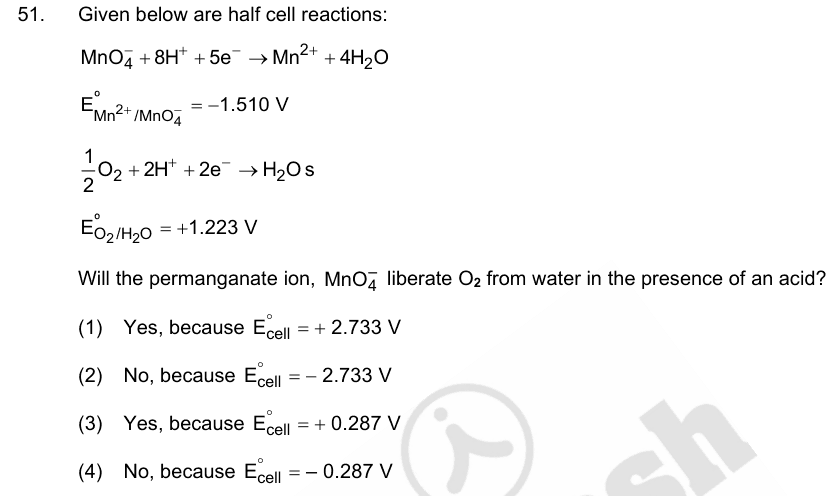 51. Given below are half cell reactions:
MnO₄⁻ + 8H⁺ + 5e⁻ → Mn²⁺ + 4H₂O
E°Mn²⁺/MnO₄⁻ = −1.510 V
1/2 O₂ + 2H⁺ + 2e⁻ → H₂O s
E°O₂/H₂O = +1.223 V
Will the permanganate ion, MnO₄⁻ liberate O₂ from water in the presence of an acid?
(1) Yes, because E°cell = + 2.733 V
(2) No, because E°cell = − 2.733 V
(3) Yes, because E°cell = + 0.287 V
(4) No, because E°cell = − 0.287 V
sh